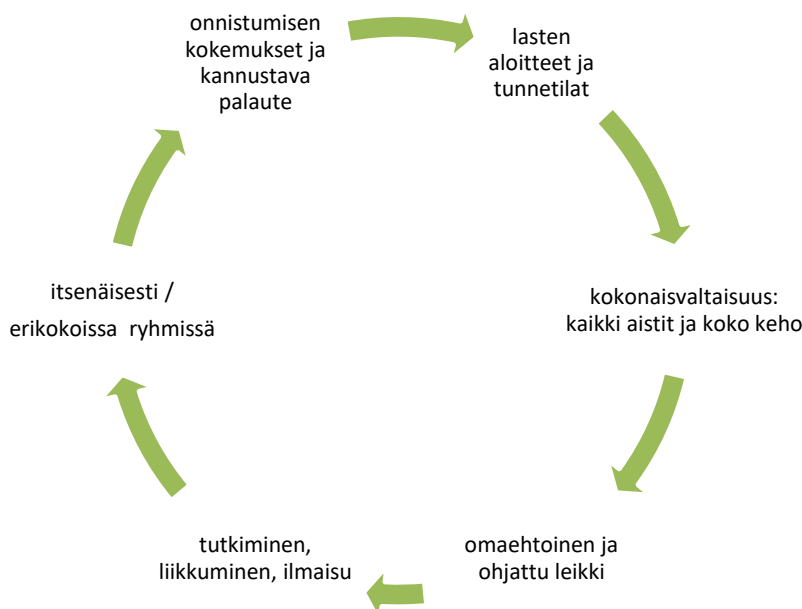 onnistumisen
kokemukset ja
kannustava
palaute
lasten
aloitteet ja
tunnetilat
kokonaisvaltaisuus:
kaikki aistit ja koko keho
omaehtoinen ja
ohjattu leikki
tutkiminen,
liikkuminen, ilmaisu
itsenäisesti /
erikokoissa ryhmissä